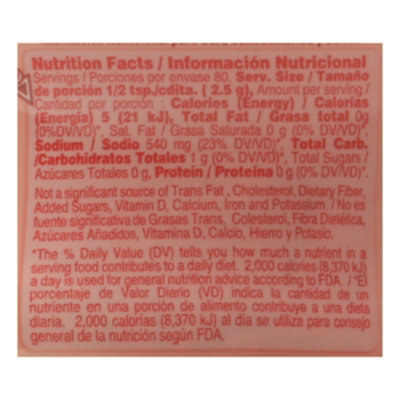 Nutrition Facts / Información Nutricional
Servings / Porciones por envase 80. Serv. Size / Tamaño
de porción 1/2 tsp./cdita. ( 2.5 g), Amount per serving /
Cantidad por porción : Calories (Energy) / Calorías
(Energía) 5 (21 kJ), Total Fat / Grasa total 0g
(0%DV/VD)*, Sat. Fat / Grasa Saturada 0 g (0% DV/VD)*,
Sodium / Sodio 540 mg (23% DV/VD)*, Total Carb.
/Carbohidratos Totales 1 g (0% DV/VD)*, Total Sugars /
Azúcares Totales 0 g, Protein / Proteína 0 g (0% DV/VD)*.
Not a significant source of Trans Fat , Cholesterol, Dietary Fiber,
Added Sugars, Vitamin D, Calcium, Iron and Potassium. / No es
fuente significativa de Grasas Trans, Colesterol, Fibra Dietética,
Azúcares Añadidos, Vitamina D, Calcio, Hierro y Potasio.
*The % Daily Value (DV) tells you how much a nutrient in a
serving food contributes to a daily diet. 2,000 calories (8,370 kJ)
a day is used for general nutrition advice according to FDA. / *El
porcentaje de Valor Diario (VD) indica la cantidad de un
nutriente en una porción de alimento contribuye a una dieta
diaria. 2,000 calorías (8,370 kJ) al día se utiliza para consejo
general de la nutrición según FDA.